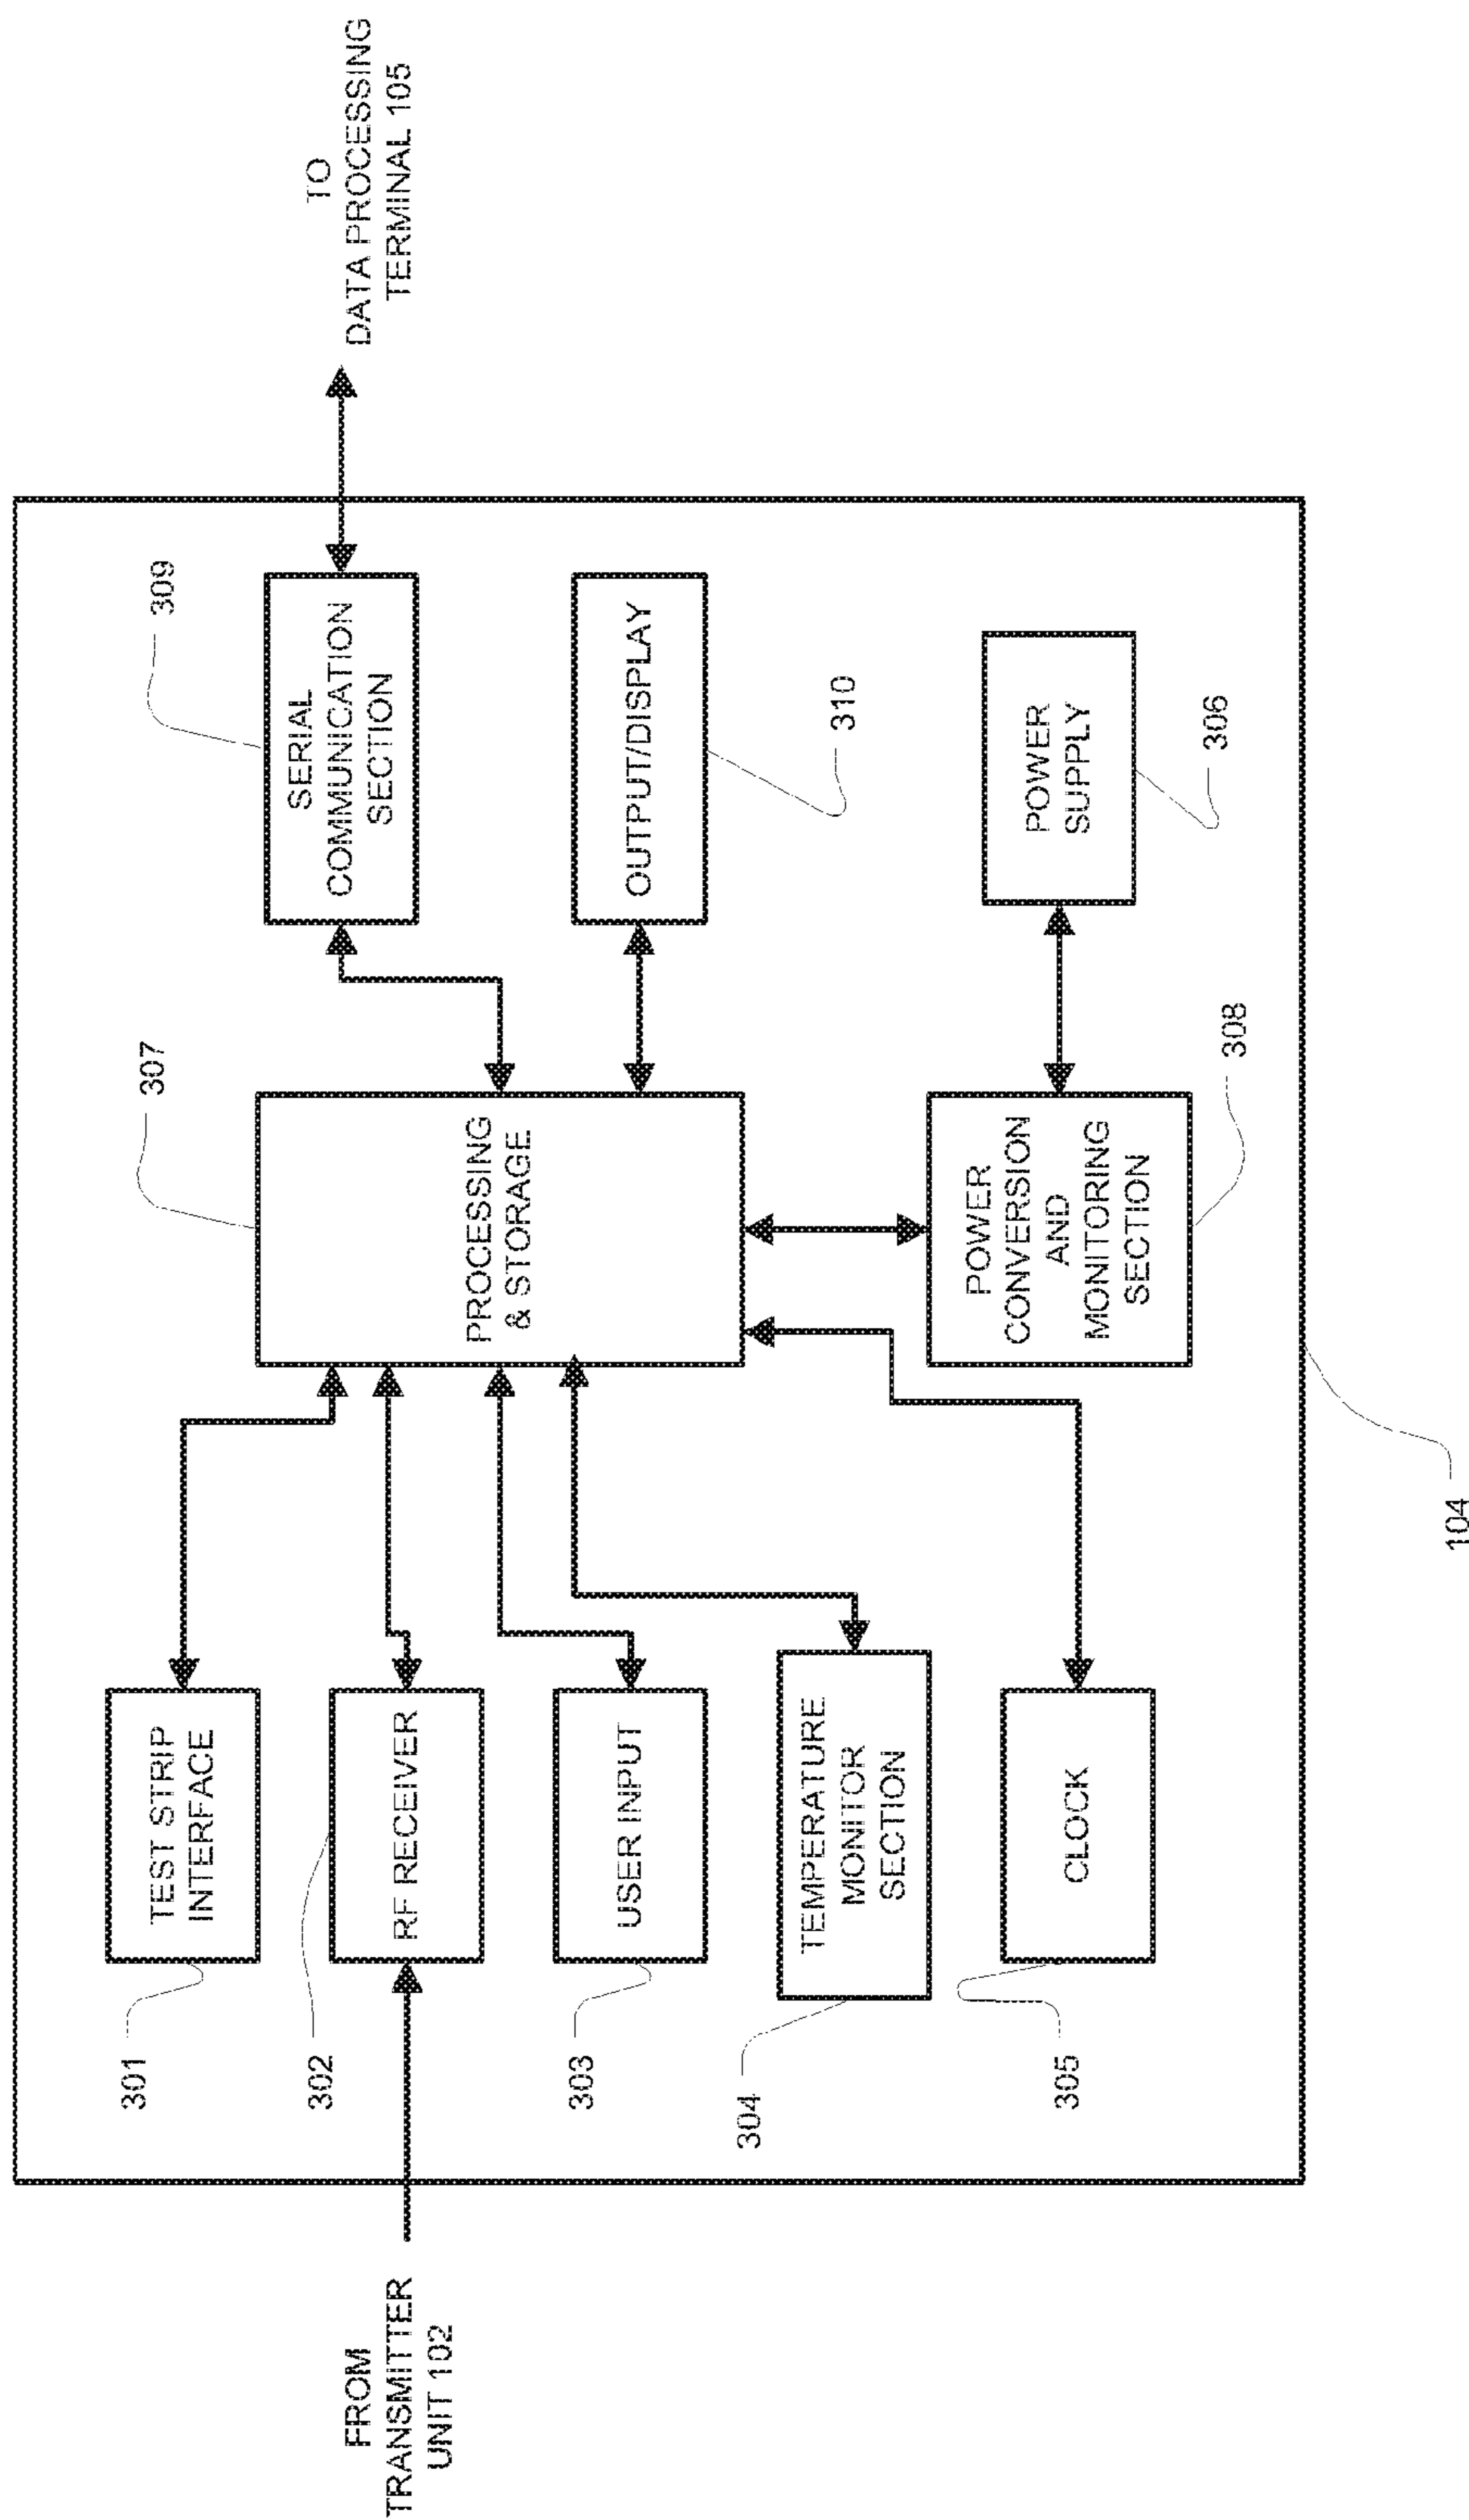 FROM
TRANSMITTER
UNIT 102
301
TEST STRIP
INTERFACE
302
RF RECEIVER
303
USER INPUT
304
TEMPERATURE
MONITOR
SECTION
305
CLOCK
307
PROCESSING
& STORAGE
POWER
CONVERSION
AND
MONITORING
SECTION
308
309
SERIAL
COMMUNICATION
SECTION
OUTPUT/DISPLAY
310
POWER
SUPPLY
306
TO
DATA PROCESSING
TERMINAL 105
104